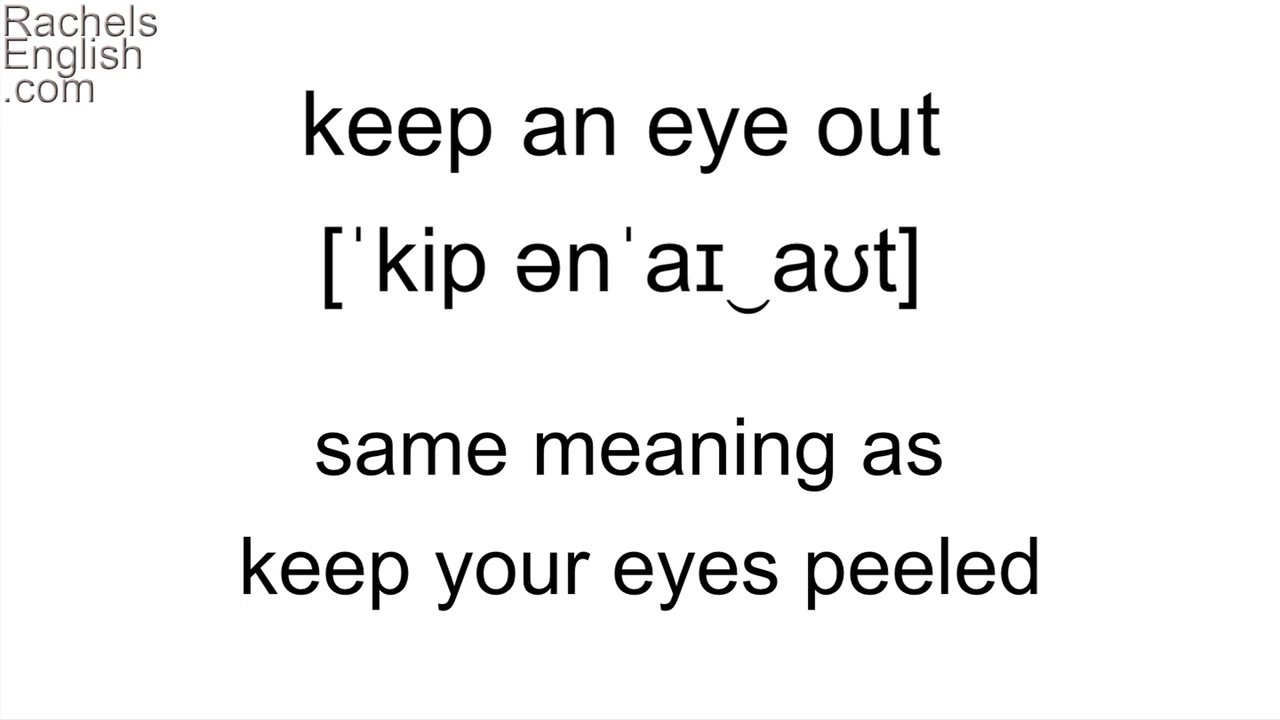 Rachels
English
.com
keep an eye out
[ˈkip ənˈaɪ‿aʊt]
same meaning as
keep your eyes peeled